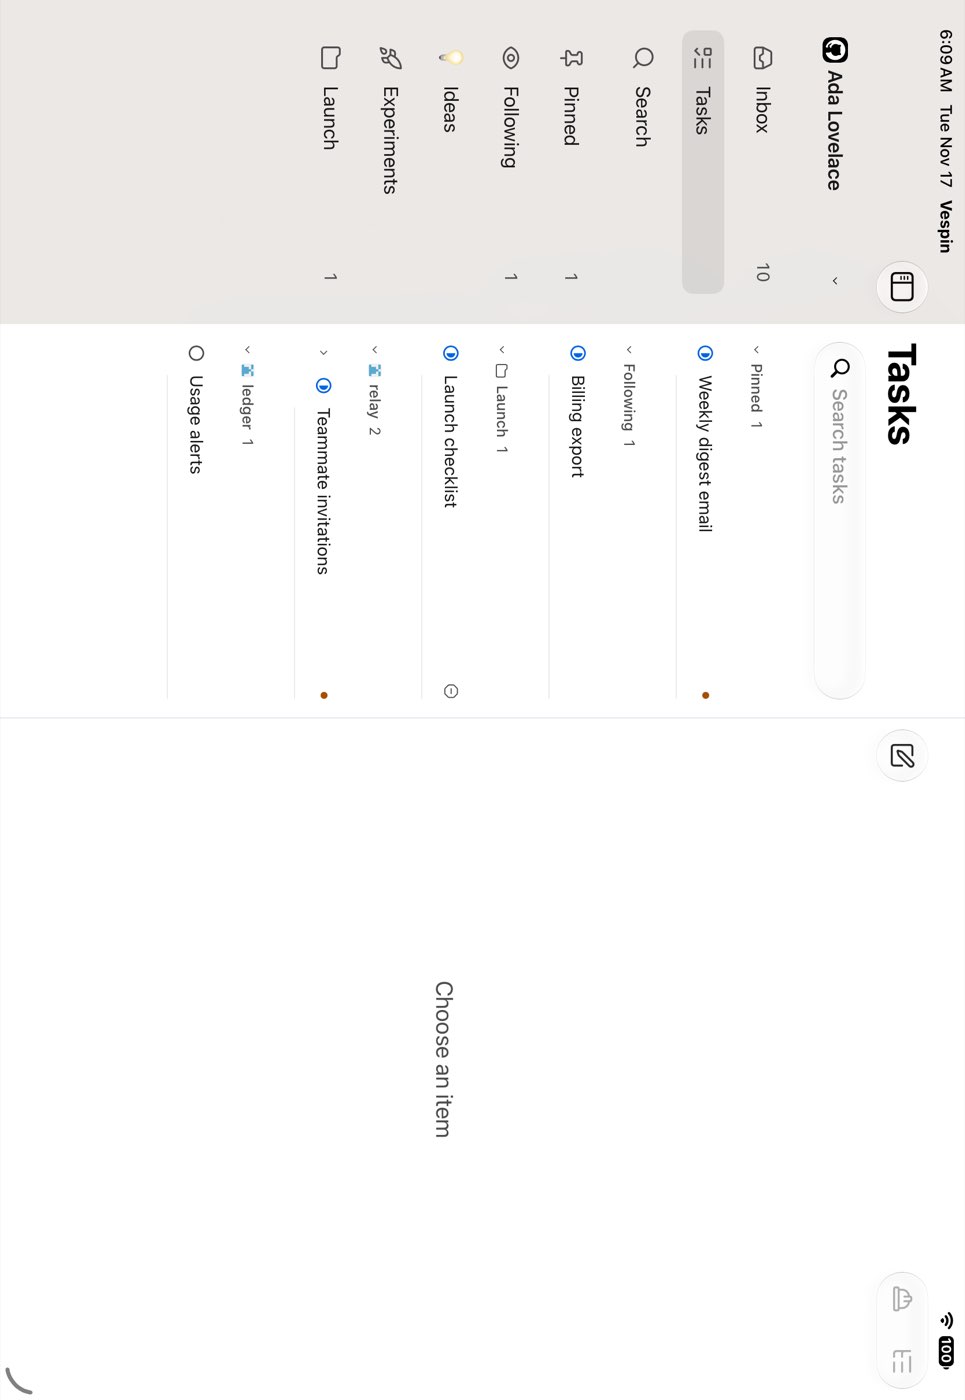 6:09 AM Tue Nov 17 Vespin
100
Ada Lovelace
Inbox 10
Tasks
Search
Pinned 1
Following 1
Ideas
Experiments
Launch 1
Tasks
Search tasks
Pinned 1
Weekly digest email
Following 1
Billing export
Launch 1
Launch checklist
relay 2
Teammate invitations
ledger 1
Usage alerts
Choose an item